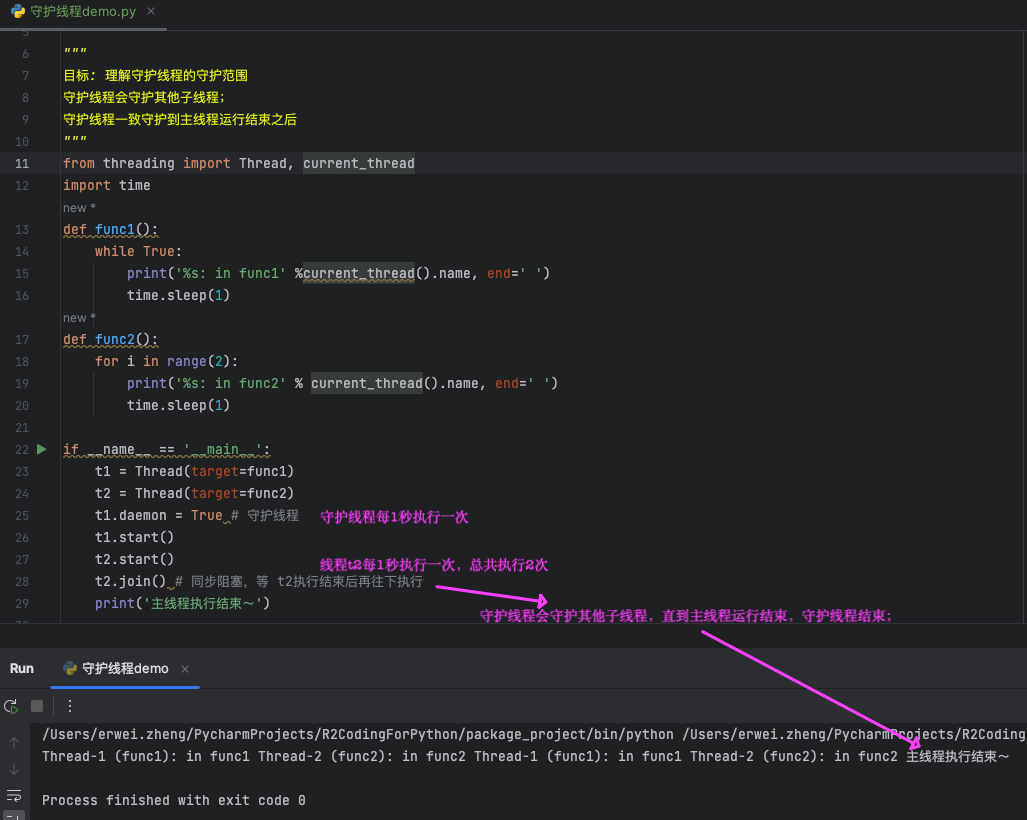 守护线程demo.py ×
5
6 """
7 目标: 理解守护线程的守护范围
8 守护线程会守护其他子线程;
9 守护线程一致守护到主线程运行结束之后
10 """
11 from threading import Thread, current_thread
12 import time
new *
13 def func1():
14 while True:
15 print('%s: in func1' %current_thread().name, end=' ')
16 time.sleep(1)
new *
17 def func2():
18 for i in range(2):
19 print('%s: in func2' % current_thread().name, end=' ')
20 time.sleep(1)
21
22 if __name__ == '__main__':
23 t1 = Thread(target=func1)
24 t2 = Thread(target=func2)
25 t1.daemon = True # 守护线程 守护线程每1秒执行一次
26 t1.start()
27 t2.start() 线程t2每1秒执行一次，总共执行2次
28 t2.join() # 同步阻塞，等 t2执行结束后再往下执行
29 print('主线程执行结束～')
守护线程会守护其他子线程，直到主线程运行结束，守护线程结束；
Run 守护线程demo ×
/Users/erwei.zheng/PycharmProjects/R2CodingForPython/package_project/bin/python /Users/erwei.zheng/PycharmProjects/R2Coding
Thread-1 (func1): in func1 Thread-2 (func2): in func2 Thread-1 (func1): in func1 Thread-2 (func2): in func2 主线程执行结束～
Process finished with exit code 0